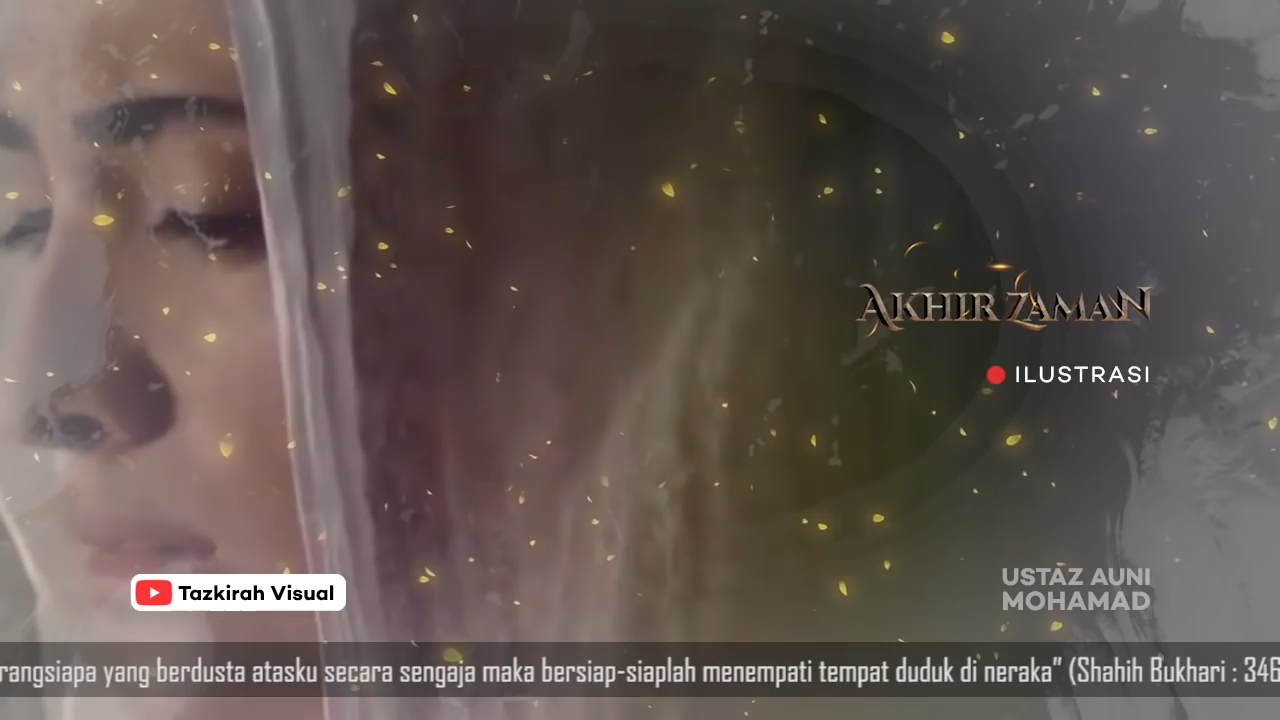 AKHIR ZAMAN
ILUSTRASI
Tazkirah Visual
USTAZ AUNI
MOHAMAD
rangsiapa yang berdusta atasku secara sengaja maka bersiap-siaplah menempati tempat duduk di neraka” (Shahih Bukhari : 346